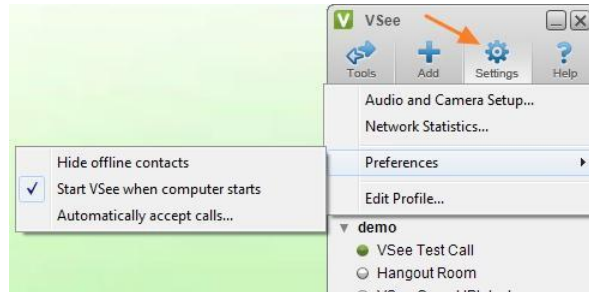 VSee
Tools Add Settings Help
Audio and Camera Setup...
Network Statistics...
Preferences
Hide offline contacts
Start VSee when computer starts
Automatically accept calls...
Edit Profile...
demo
VSee Test Call
Hangout Room